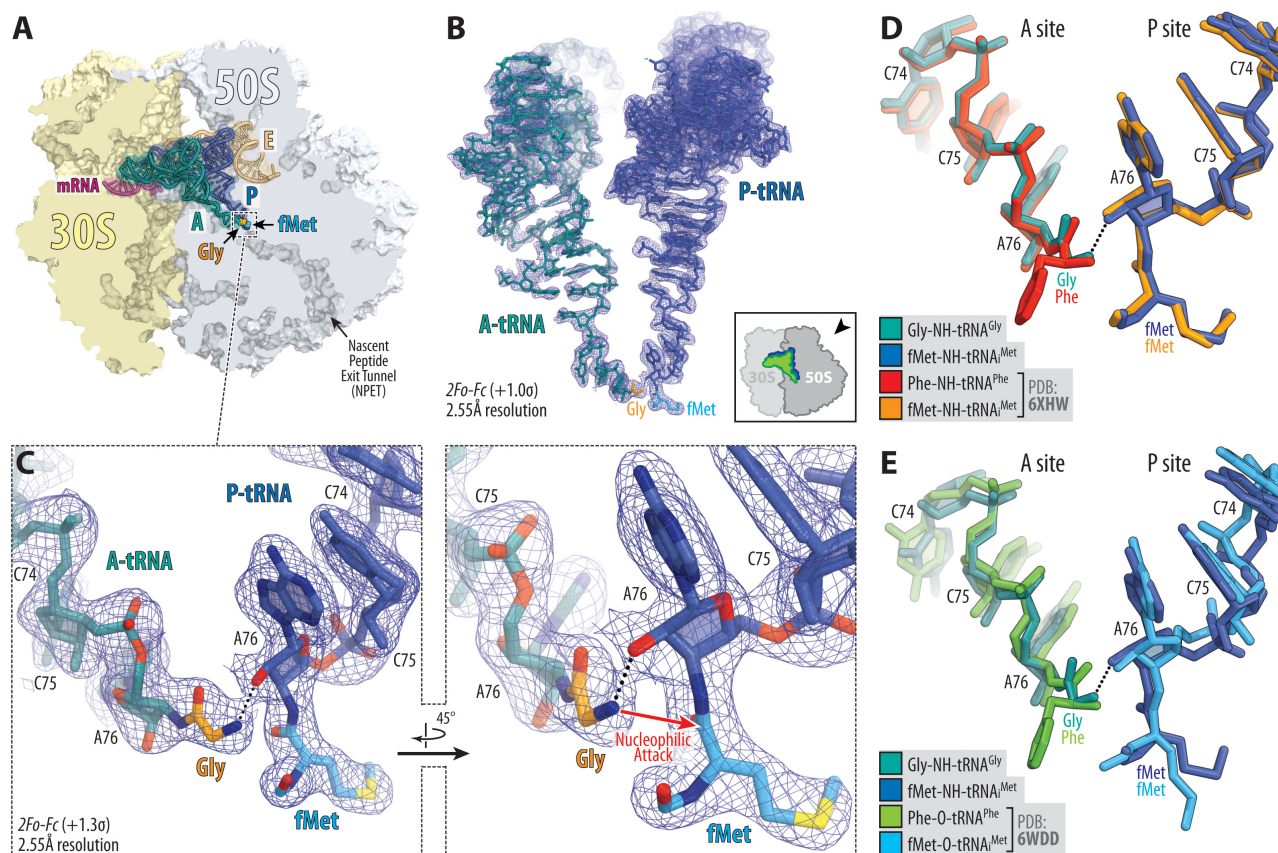 A
50S
E
mRNA
P
30S
A
fMet
Gly
Nascent
Peptide
Exit Tunnel
(NPET)
B
P-tRNA
A-tRNA
2Fo-Fc (+1.0σ)
2.55Å resolution
Gly
fMet
30S
50S
C
P-tRNA
C74
A-tRNA
C74
A76
C75
C75
A76
Gly
fMet
2Fo-Fc (+1.3σ)
2.55Å resolution
45°
C75
C75
A76
A76
Gly
Nucleophilic
Attack
fMet
D
A site
P site
C74
C74
A76
C75
C75
A76
Gly
Phe
fMet
fMet
Gly-NH-tRNAGly
fMet-NH-tRNAiMet
Phe-NH-tRNAPhe
fMet-NH-tRNAiMet
PDB:
6XHW
E
A site
P site
C74
C74
C75
C75
A76
A76
Gly
Phe
fMet
fMet
Gly-NH-tRNAGly
fMet-NH-tRNAiMet
Phe-O-tRNAPhe
fMet-O-tRNAiMet
PDB:
6WDD